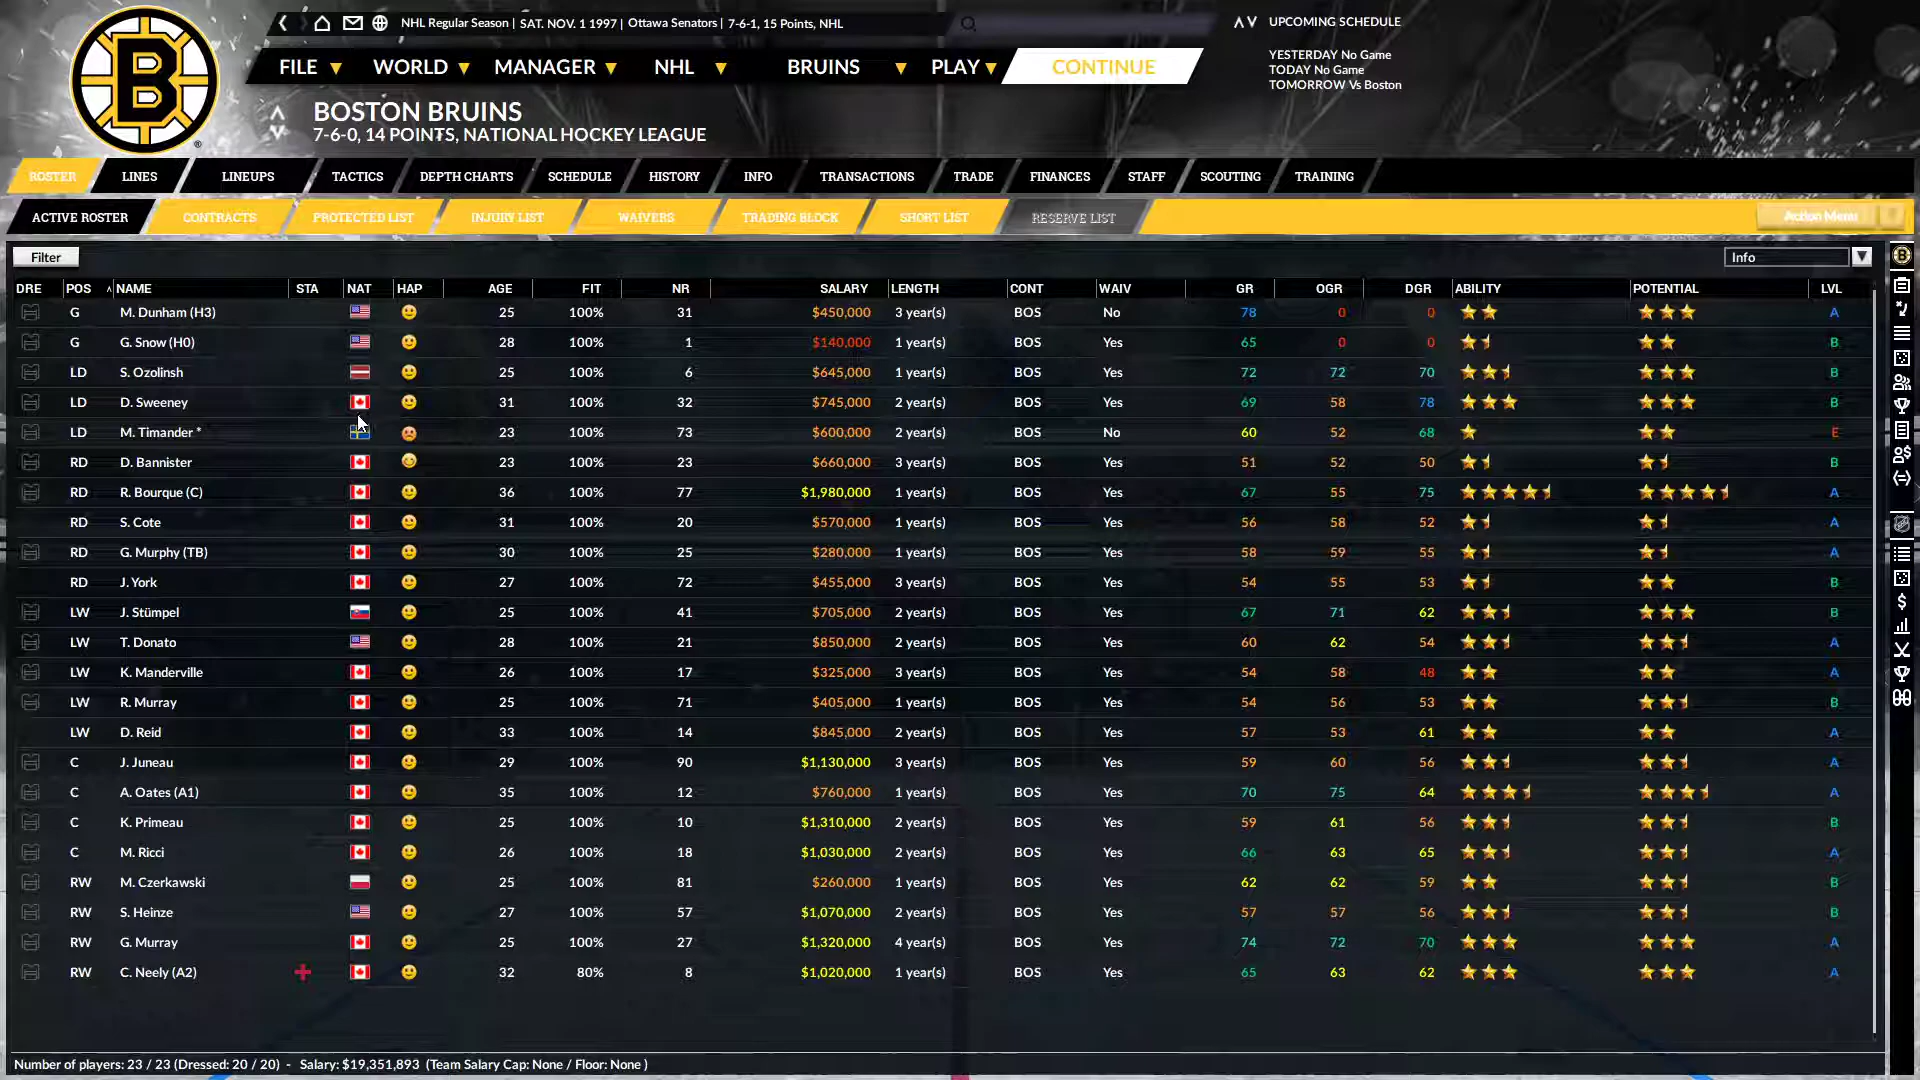 NHL Regular Season | SAT. NOV. 1 1997 | Ottawa Senators | 7-6-1, 15 Points, NHL
UPCOMING SCHEDULE
YESTERDAY No Game
TODAY No Game
TOMORROW Vs Boston
FILE WORLD MANAGER NHL BRUINS PLAY CONTINUE
B
®
BOSTON BRUINS
7-6-0, 14 POINTS, NATIONAL HOCKEY LEAGUE
ROSTER LINES LINEUPS TACTICS DEPTH CHARTS SCHEDULE HISTORY INFO TRANSACTIONS TRADE FINANCES STAFF SCOUTING TRAINING
ACTIVE ROSTER CONTRACTS PROTECTED LIST INJURY LIST WAIVERS TRADING BLOCK SHORT LIST RESERVE LIST Action Menu
Filter Info
DRE POS NAME STA NAT HAP AGE FIT NR SALARY LENGTH CONT WAIV GR OGR DGR ABILITY POTENTIAL LVL
G M. Dunham (H3) 25 100% 31 $450,000 3 year(s) BOS No 78 0 0 A
G G. Snow (H0) 28 100% 1 $140,000 1 year(s) BOS Yes 65 0 0 B
LD S. Ozolinsh 25 100% 6 $645,000 1 year(s) BOS Yes 72 72 70 B
LD D. Sweeney 31 100% 32 $745,000 2 year(s) BOS Yes 69 58 78 B
LD M. Timander * 23 100% 73 $600,000 2 year(s) BOS No 60 52 68 E
RD D. Bannister 23 100% 23 $660,000 3 year(s) BOS Yes 51 52 50 B
RD R. Bourque (C) 36 100% 77 $1,980,000 1 year(s) BOS Yes 67 55 75 A
RD S. Cote 31 100% 20 $570,000 1 year(s) BOS Yes 56 58 52 A
RD G. Murphy (TB) 30 100% 25 $280,000 1 year(s) BOS Yes 58 59 55 A
RD J. York 27 100% 72 $455,000 3 year(s) BOS Yes 54 55 53 B
LW J. Stümpel 25 100% 41 $705,000 2 year(s) BOS Yes 67 71 62 B
LW T. Donato 28 100% 21 $850,000 2 year(s) BOS Yes 60 62 54 A
LW K. Manderville 26 100% 17 $325,000 3 year(s) BOS Yes 54 58 48 A
LW R. Murray 25 100% 71 $405,000 1 year(s) BOS Yes 54 56 53 B
LW D. Reid 33 100% 14 $845,000 2 year(s) BOS Yes 57 53 61 A
C J. Juneau 29 100% 90 $1,130,000 3 year(s) BOS Yes 59 60 56 A
C A. Oates (A1) 35 100% 12 $760,000 1 year(s) BOS Yes 70 75 64 A
C K. Primeau 25 100% 10 $1,310,000 2 year(s) BOS Yes 59 61 56 B
C M. Ricci 26 100% 18 $1,030,000 2 year(s) BOS Yes 66 63 65 A
RW M. Czerkawski 25 100% 81 $260,000 1 year(s) BOS Yes 62 62 59 B
RW S. Heinze 27 100% 57 $1,070,000 2 year(s) BOS Yes 57 57 56 B
RW G. Murray 25 100% 27 $1,320,000 4 year(s) BOS Yes 74 72 70 A
RW C. Neely (A2) 32 80% 8 $1,020,000 1 year(s) BOS Yes 65 63 62 A
Number of players: 23 / 23 (Dressed: 20 / 20) - Salary: $19,351,893 (Team Salary Cap: None / Floor: None )